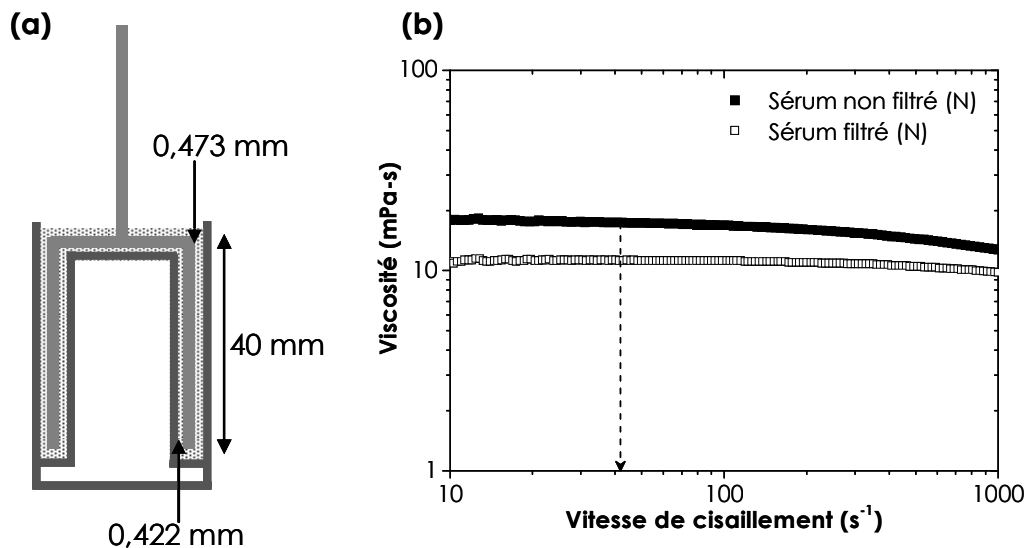 (a)
0,473 mm
40 mm
0,422 mm
(b)
Viscosité (mPa-s)
100
10
1
Sérum non filtré (N)
Sérum filtré (N)
10
100
1000
Vitesse de cisaillement (s⁻¹)